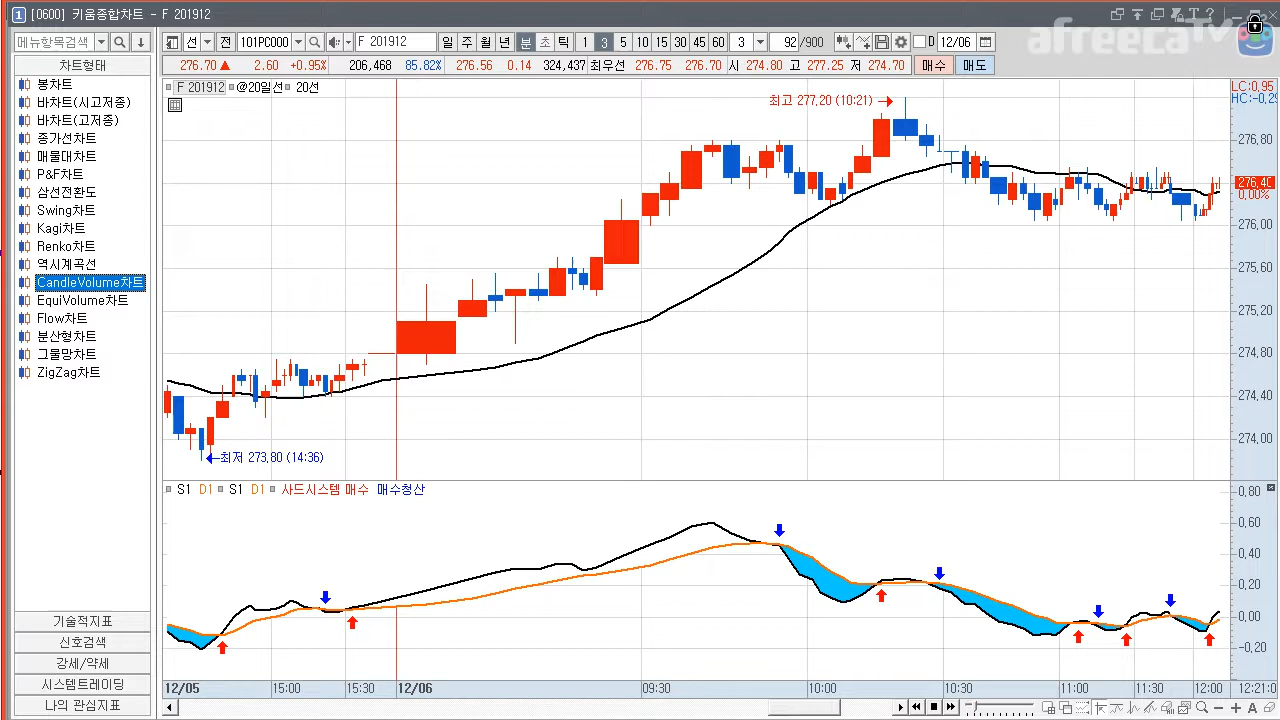 1 [0600] 키움종합차트 - F 201912
afreecaTV
메뉴항목검색 선 전 101PC000 F 201912 일 주 월 년 분 초 틱 1 3 5 10 15 30 45 60 3 92 /900 D 12/06
차트형태 276.70 ▲ 2.60 +0.95% 206,468 85.82% 276.56 0.14 324,437 최우선 276.75 276.70 시 274.80 고 277.25 저 274.70 매수 매도
봉차트
바차트(시고저종)
바차트(고저종)
종가선차트
매물대차트
P&F차트
삼선전환도
Swing차트
Kagi차트
Renko차트
역시계곡선
CandleVolume차트
EquiVolume차트
Flow차트
분산형차트
그물망차트
ZigZag차트
기술적지표
신호검색
강세/약세
시스템트레이딩
나의 관심지표
F 201912 @20일선 20선
최고 277.20 (10:21)
최저 273.80 (14:36)
LC:0.95
276.80
276.40
0.00%
276.00
275.60
275.20
274.80
274.40
274.00
S1 D1 S1 D1 사드시스템 매수 매수청산
0.80
0.60
0.40
0.20
0.00
-0.20
12/05 15:00 15:30 12/06 09:30 10:00 10:30 11:00 11:30 12:00 12:21:0